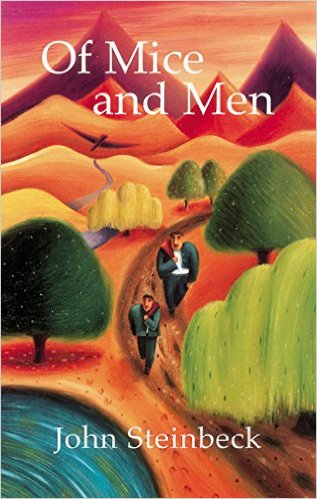 Of Mice
and Men
John Steinbeck